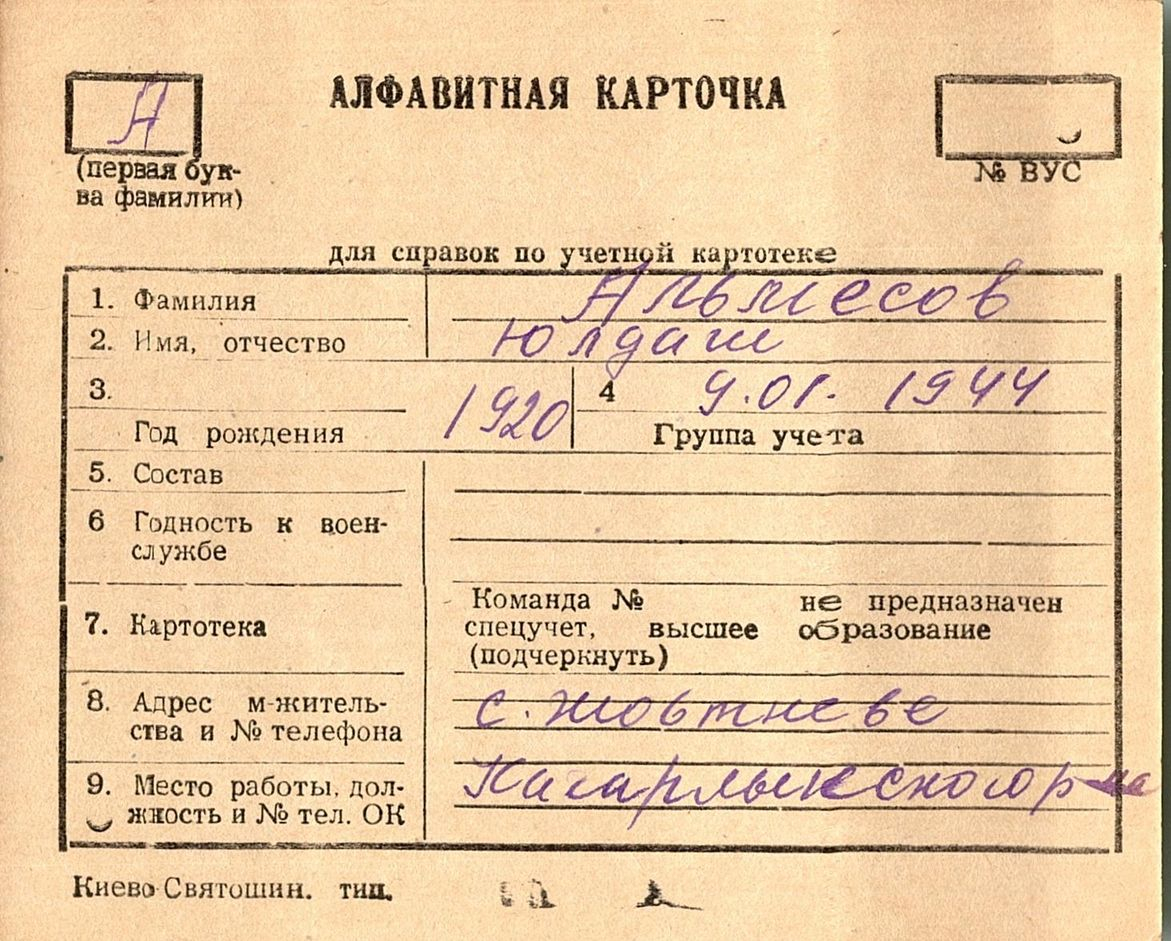 А
АЛФАВИТНАЯ КАРТОЧКА
(первая бук-
ва фамилии)
№ ВУС
для справок по учетной картотеке
1. Фамилия Альмесов
2. Имя, отчество Юлдаш
3. Год рождения 1920
4 9.01. 1944
Группа учета
5. Состав
6 Годность к воен-
службе
7. Картотека
Команда № не предназначен
спецучет, высшее образование
(подчеркнуть)
8. Адрес м-житель-
ства и № телефона
с. Жовтневе
9. Место работы, дол-
жность и № тел. ОК
Кагарлыкского р-на
Киево-Святошин. тип.